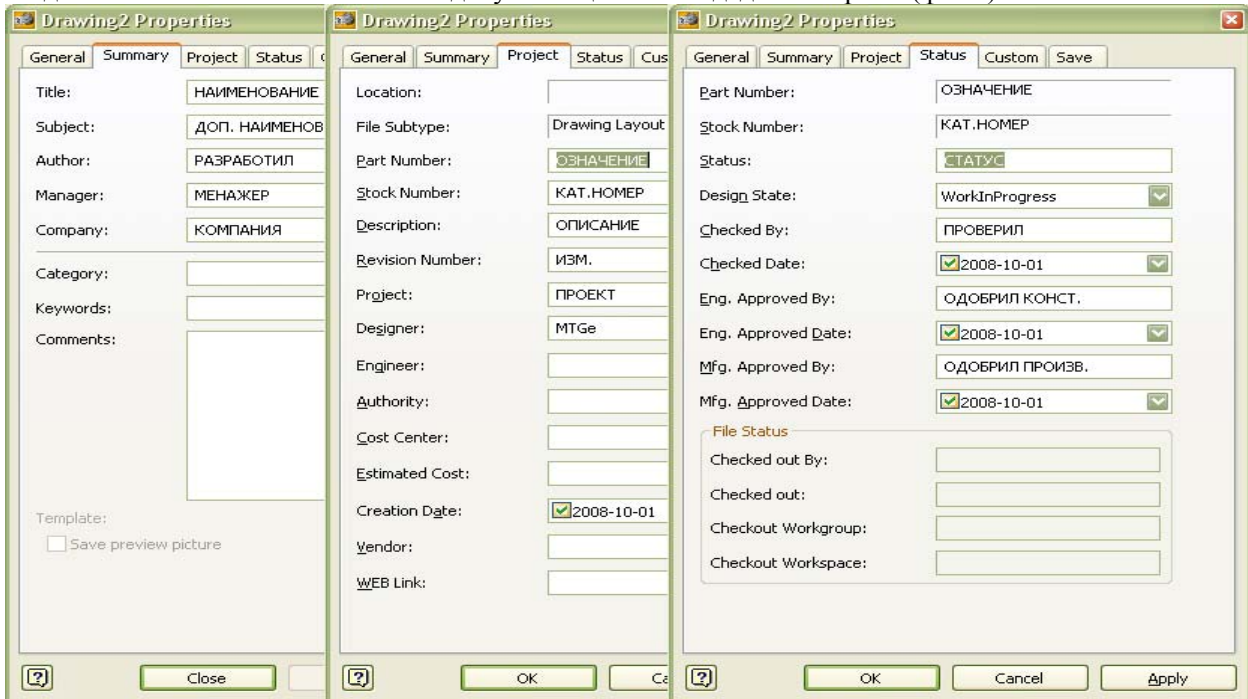 Drawing2 Properties
General Summary Project Status
Title: НАИМЕНОВАНИЕ
Subject: ДОП. НАИМЕНОВ
Author: РАЗРАБОТИЛ
Manager: МЕНАЖЕР
Company: КОМПАНИЯ
Category:
Keywords:
Comments:
Template:
Save preview picture
Close
Drawing2 Properties
General Summary Project Status Cus
Location:
File Subtype: Drawing Layout
Part Number: ОЗНАЧЕНИЕ
Stock Number: КАТ.НОМЕР
Description: ОПИСАНИЕ
Revision Number: ИЗМ.
Project: ПРОЕКТ
Designer: MTGe
Engineer:
Authority:
Cost Center:
Estimated Cost:
Creation Date: 2008-10-01
Vendor:
WEB Link:
OK Ca
Drawing2 Properties
General Summary Project Status Custom Save
Part Number: ОЗНАЧЕНИЕ
Stock Number: КАТ.НОМЕР
Status: СТАТУС
Design State: WorkInProgress
Checked By: ПРОВЕРИЛ
Checked Date: 2008-10-01
Eng. Approved By: ОДОБРИЛ КОНСТ.
Eng. Approved Date: 2008-10-01
Mfg. Approved By: ОДОБРИЛ ПРОИЗВ.
Mfg. Approved Date: 2008-10-01
File Status
Checked out By:
Checked out:
Checkout Workgroup:
Checkout Workspace:
OK Cancel Apply